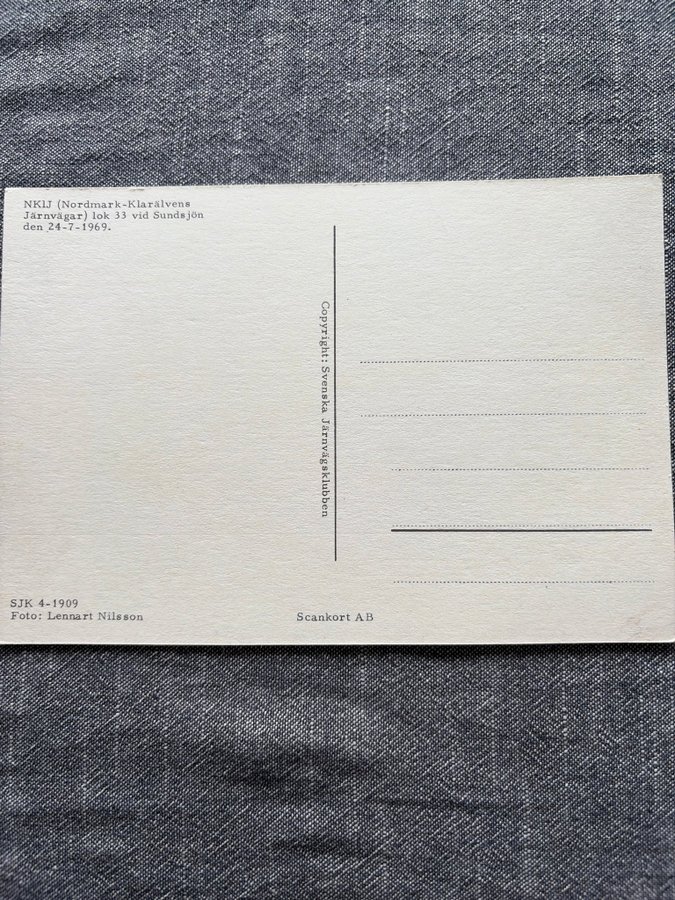 NKlJ (Nordmark-Klarälvens
Järnvägar) lok 33 vid Sundsjön
den 24-7-1969.
Copyright: Svenska Järnvägsklubben
SJK 4-1909
Foto: Lennart Nilsson
Scankort AB